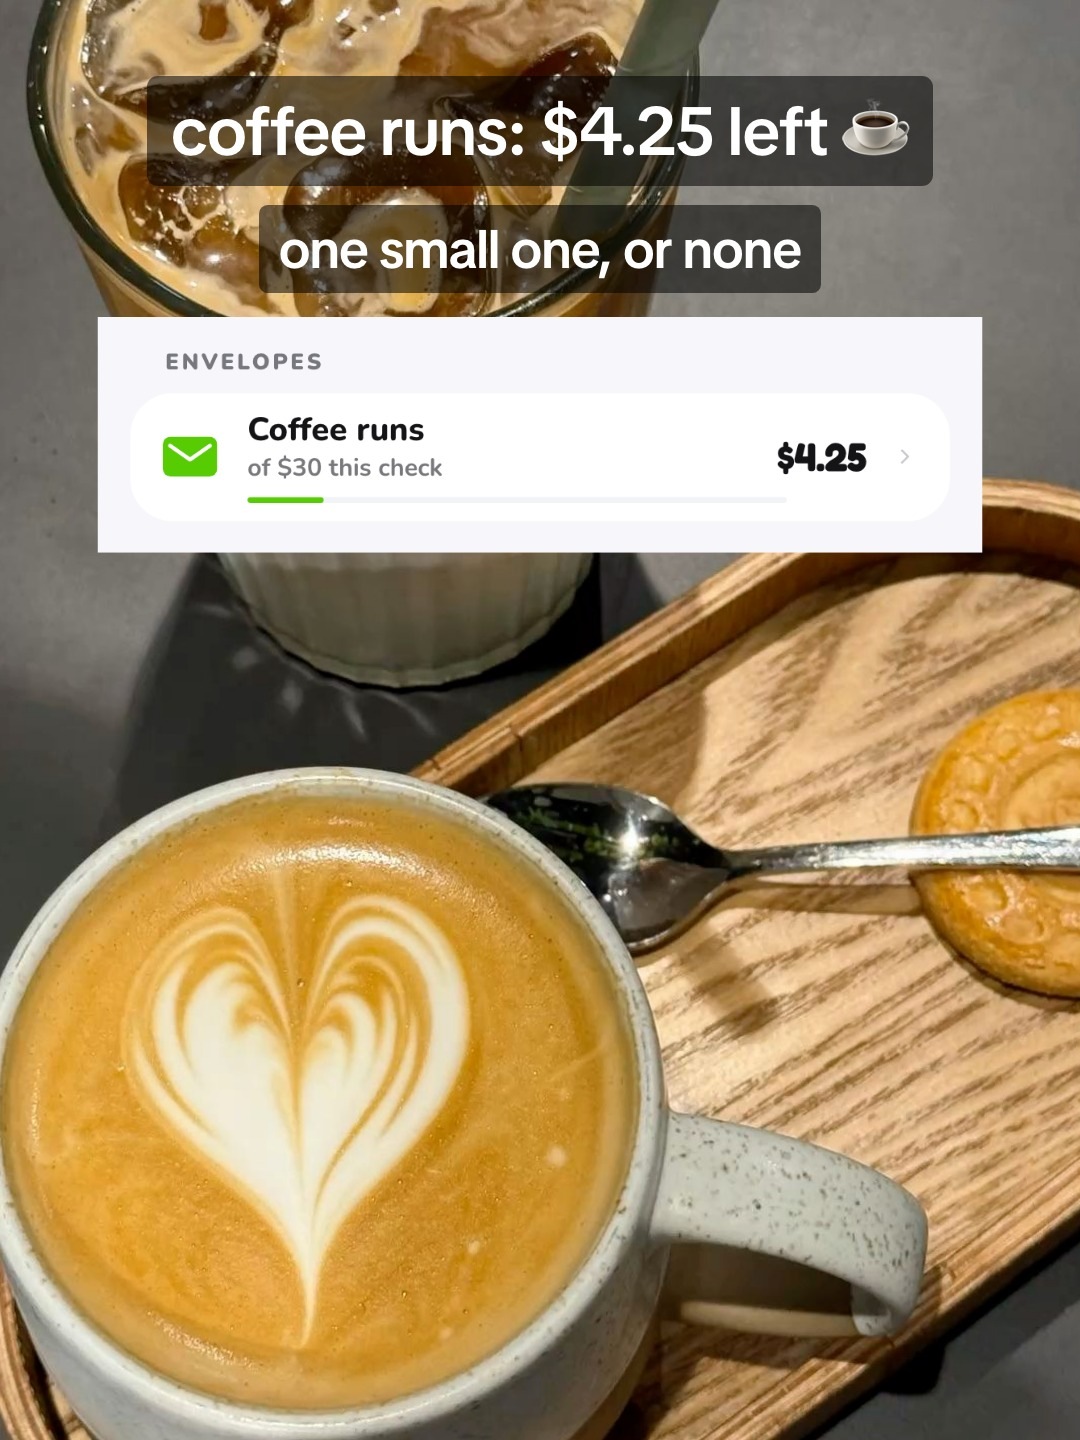 coffee runs: $4.25 left ☕
one small one, or none
ENVELOPES
Coffee runs
of $30 this check
$4.25